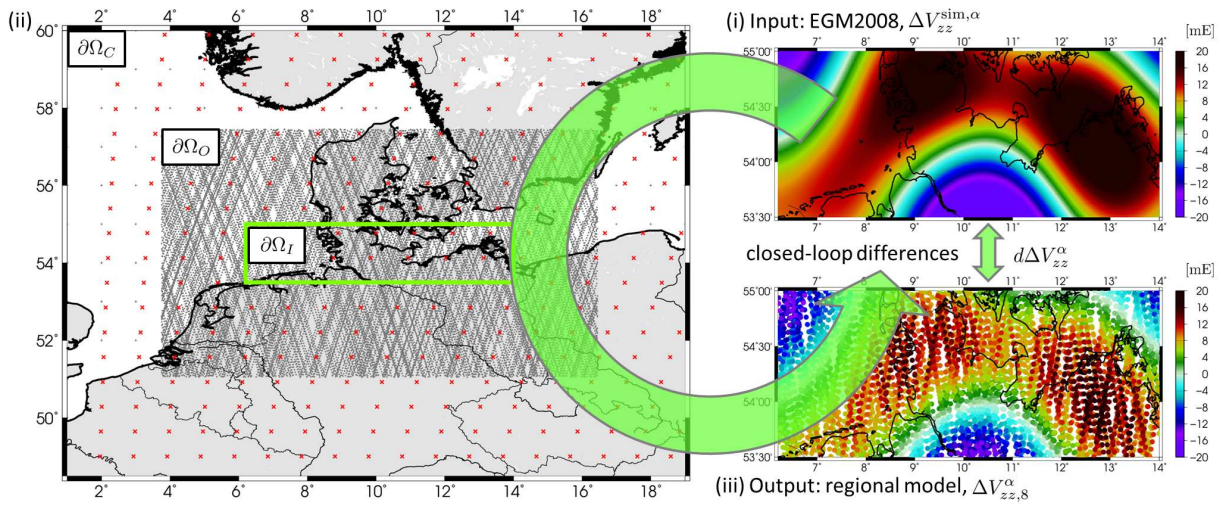 (ii)
2° 4° 6° 8° 10° 12° 14° 16° 18°
60°
58°
56°
54°
52°
50°
2° 4° 6° 8° 10° 12° 14° 16° 18°
∂Ω_C
∂Ω_O
∂Ω_I
(i) Input: EGM2008, ΔV_zz^{sim,α}
[mE]
55°00'
54°30'
54°00'
53°30'
7° 8° 9° 10° 11° 12° 13° 14°
20
16
12
8
4
0
−4
−8
−12
−16
−20
closed-loop differences
dΔV_zz^α
[mE]
55°00'
54°30'
54°00'
53°30'
7° 8° 9° 10° 11° 12° 13° 14°
20
16
12
8
4
0
−4
−8
−12
−16
−20
(iii) Output: regional model, ΔV_{zz,8}^α